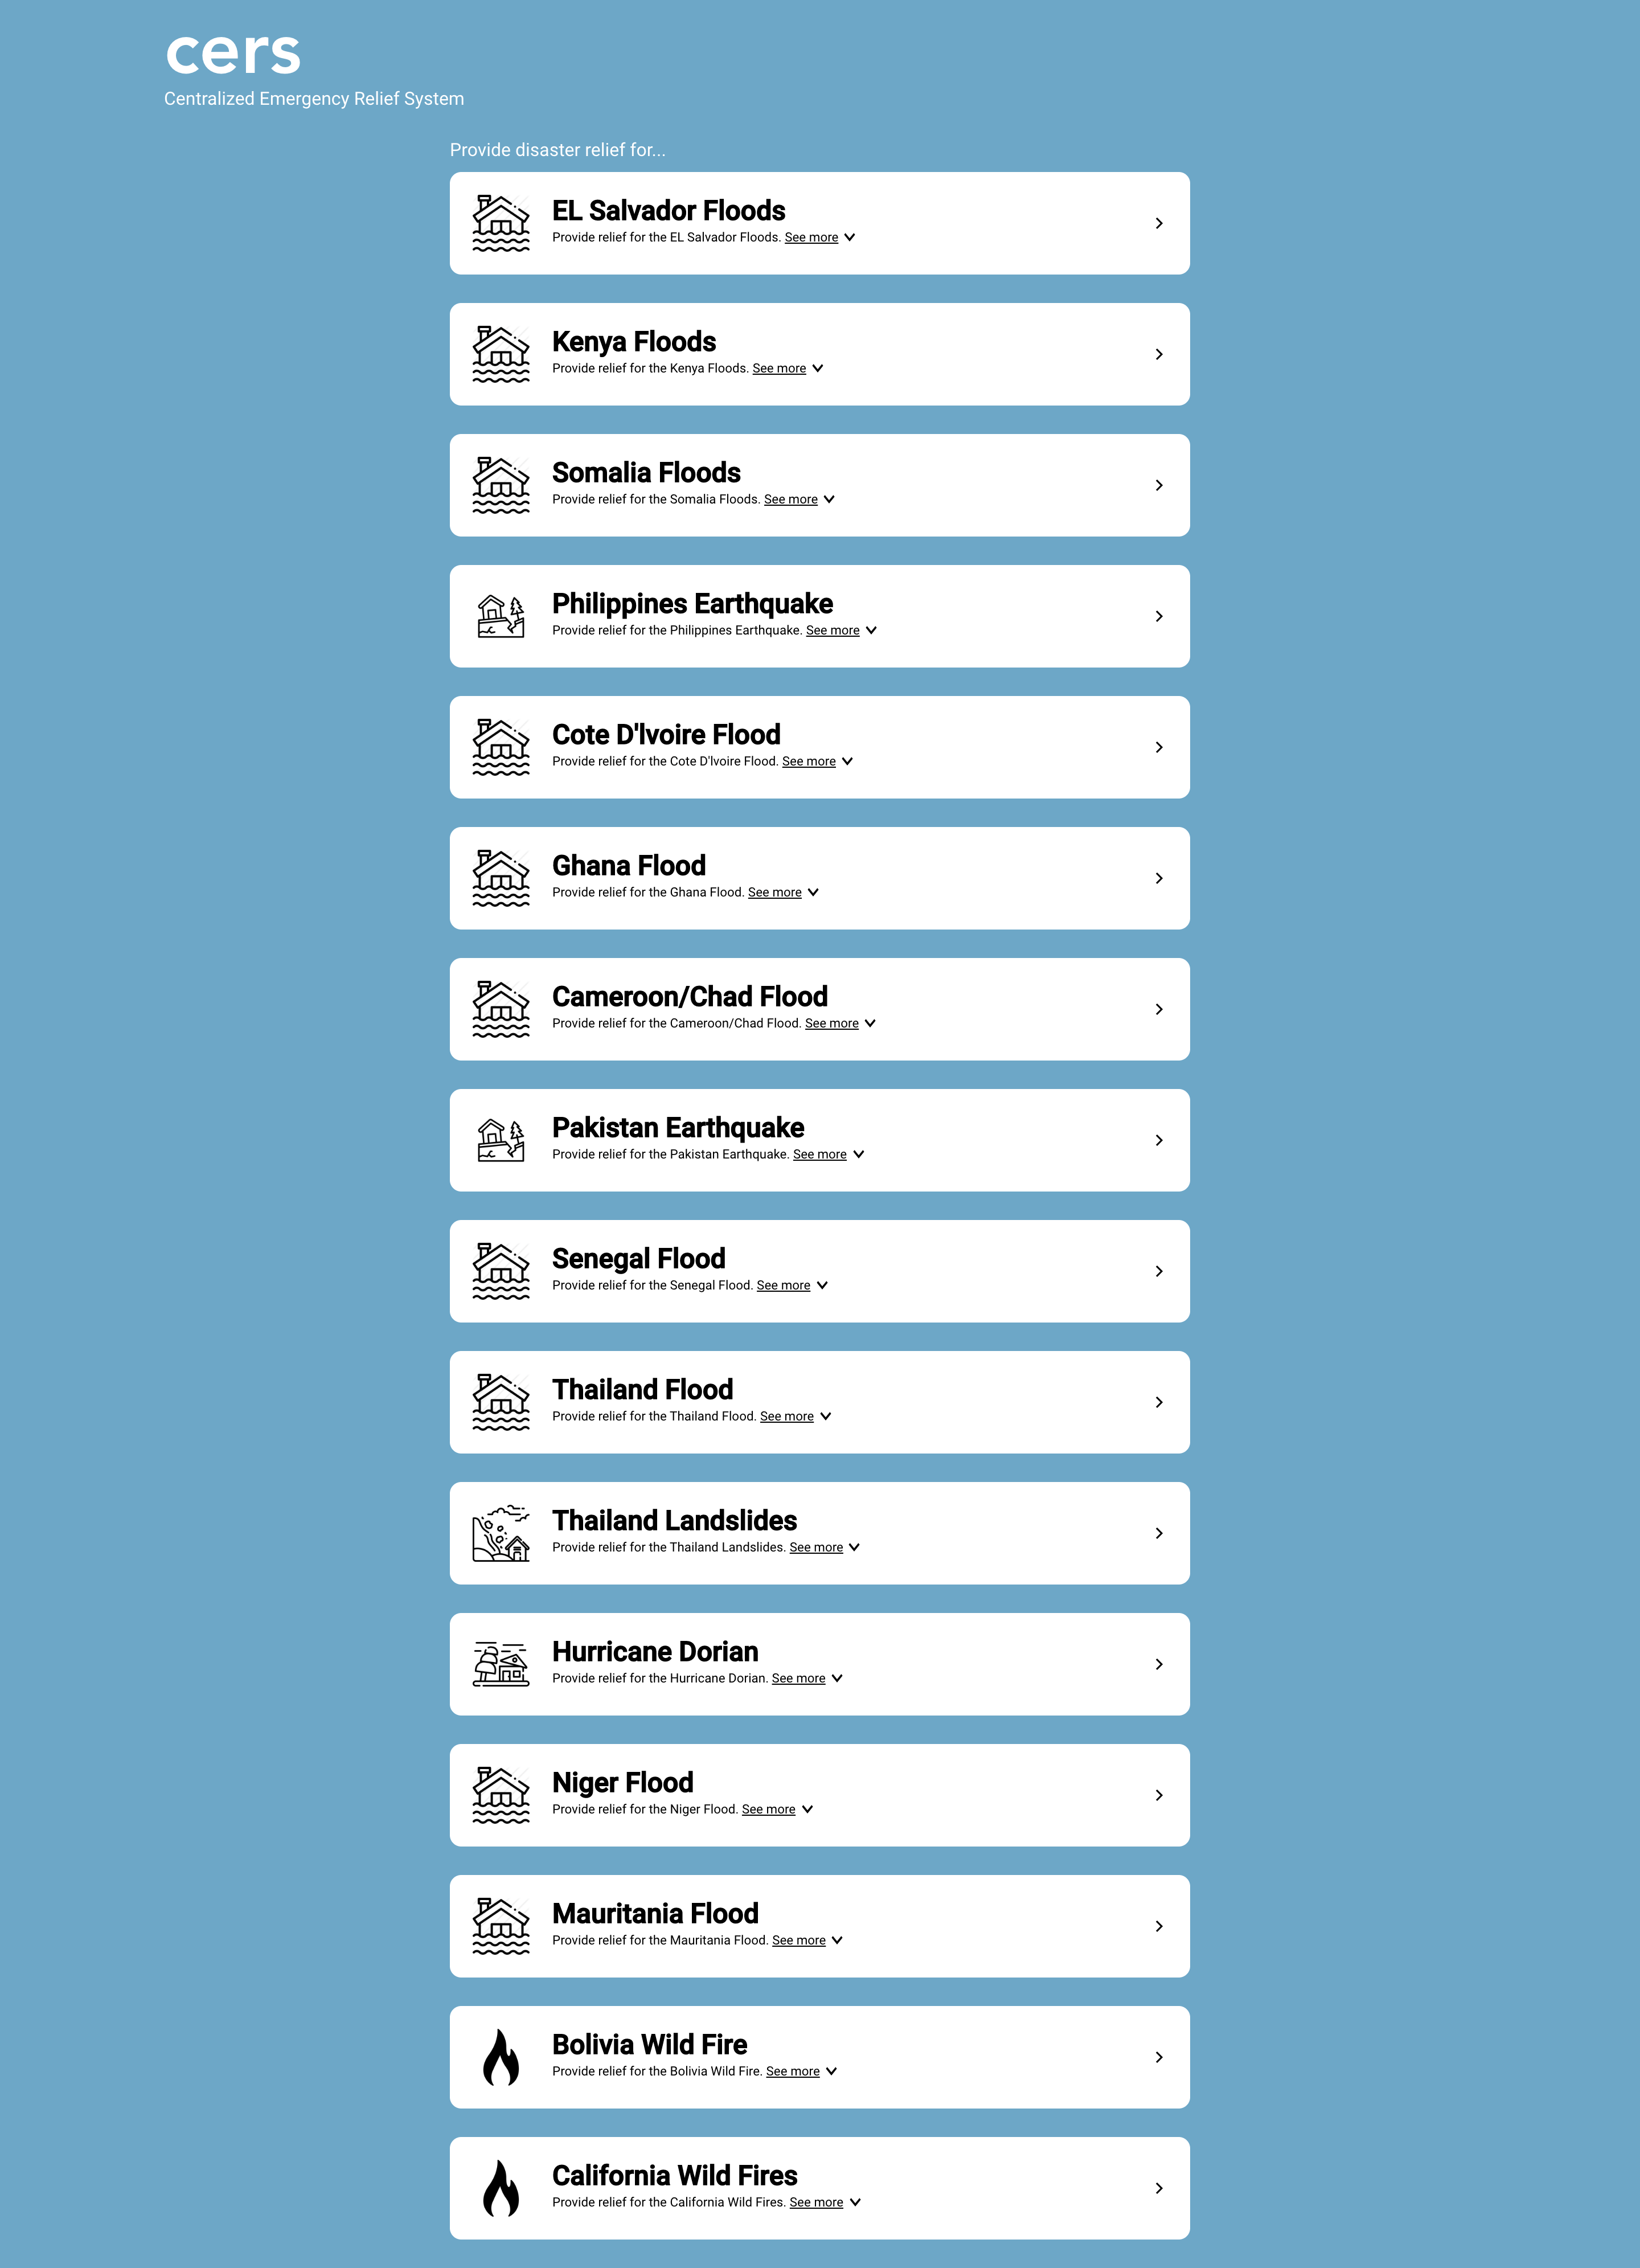 cers
Centralized Emergency Relief System
Provide disaster relief for...
EL Salvador Floods
Provide relief for the EL Salvador Floods. See more
Kenya Floods
Provide relief for the Kenya Floods. See more
Somalia Floods
Provide relief for the Somalia Floods. See more
Philippines Earthquake
Provide relief for the Philippines Earthquake. See more
Cote D'Ivoire Flood
Provide relief for the Cote D'Ivoire Flood. See more
Ghana Flood
Provide relief for the Ghana Flood. See more
Cameroon/Chad Flood
Provide relief for the Cameroon/Chad Flood. See more
Pakistan Earthquake
Provide relief for the Pakistan Earthquake. See more
Senegal Flood
Provide relief for the Senegal Flood. See more
Thailand Flood
Provide relief for the Thailand Flood. See more
Thailand Landslides
Provide relief for the Thailand Landslides. See more
Hurricane Dorian
Provide relief for the Hurricane Dorian. See more
Niger Flood
Provide relief for the Niger Flood. See more
Mauritania Flood
Provide relief for the Mauritania Flood. See more
Bolivia Wild Fire
Provide relief for the Bolivia Wild Fire. See more
California Wild Fires
Provide relief for the California Wild Fires. See more